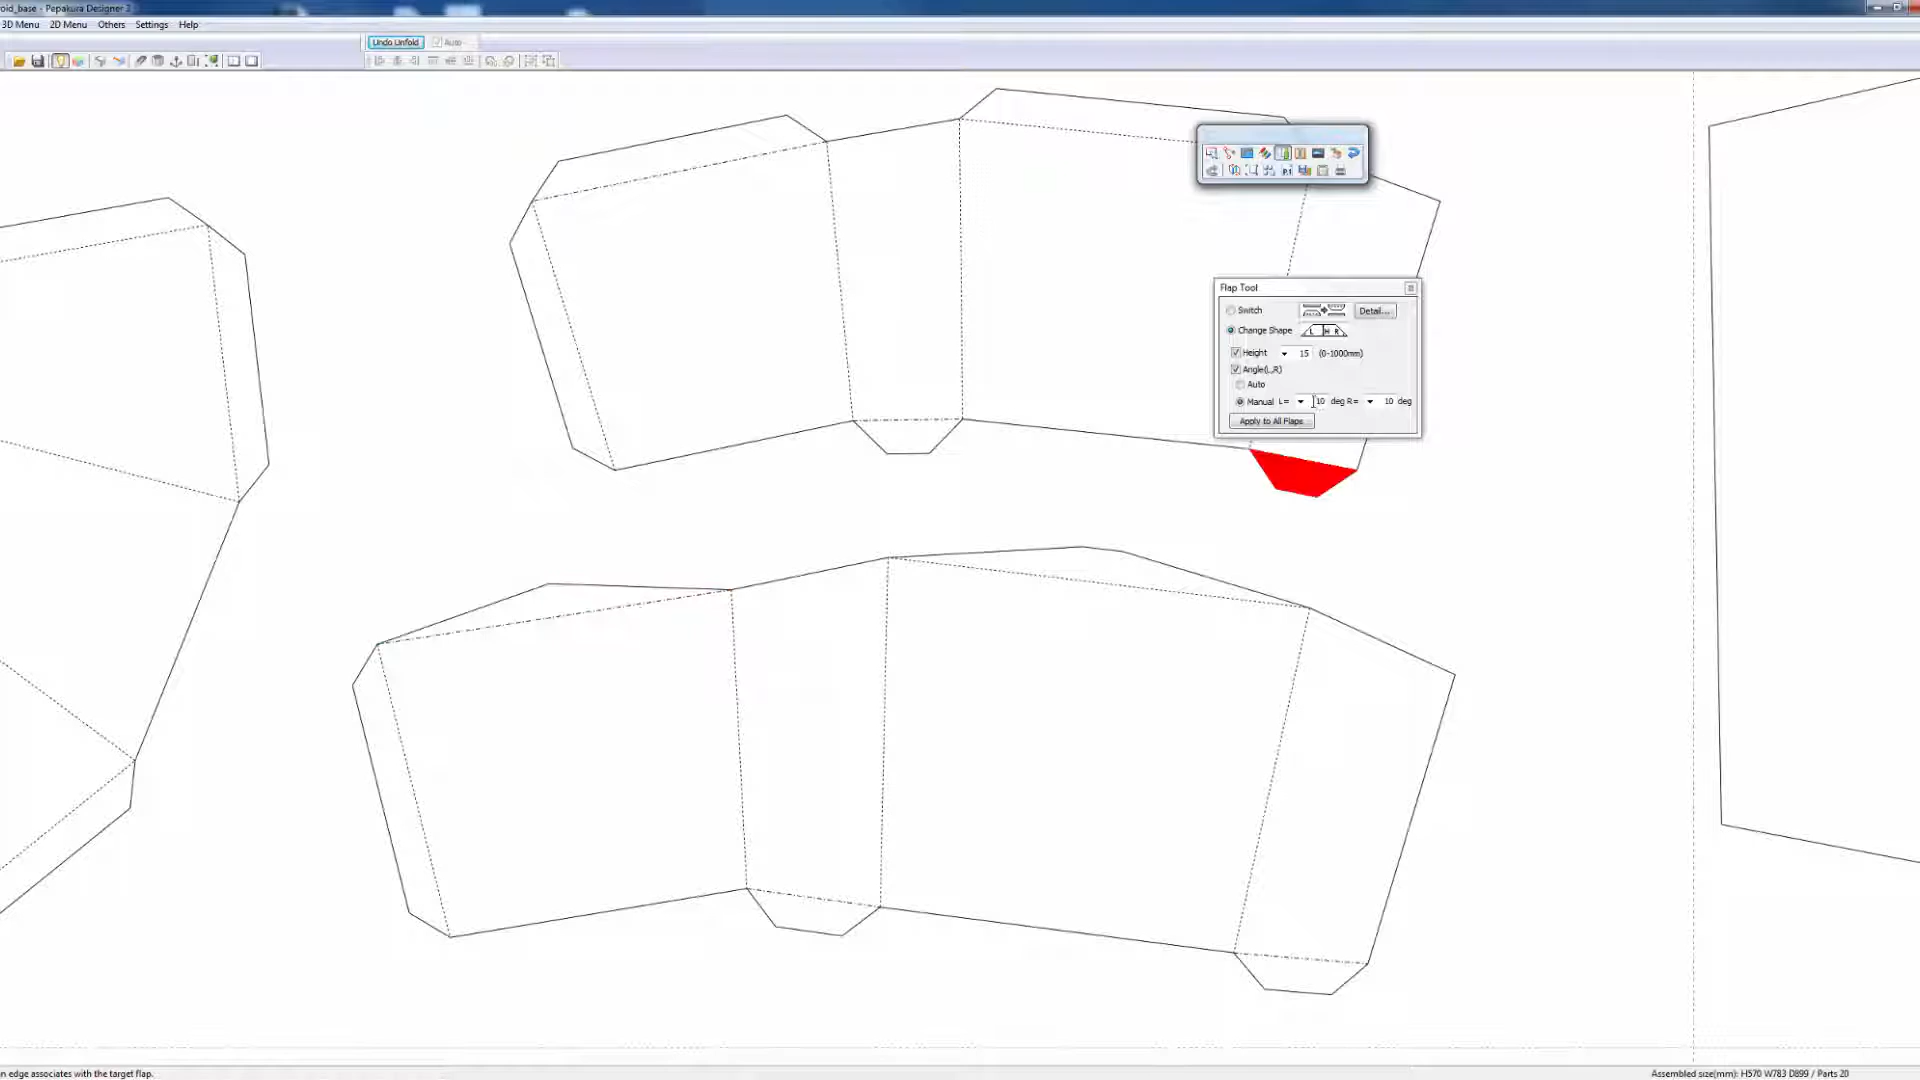 oid_base - Pepakura Designer 3
3D Menu 2D Menu Others Settings Help
Undo Unfold Auto
P.1
Flap Tool
Switch Detail...
Change Shape L H R
Height 15 (0-1000mm)
Angle(L,R)
Auto
Manual L= 10 deg R= 10 deg
Apply to All Flaps
n edge associates with the target flap.
Assembled size(mm): H570 W783 D899 / Parts 20